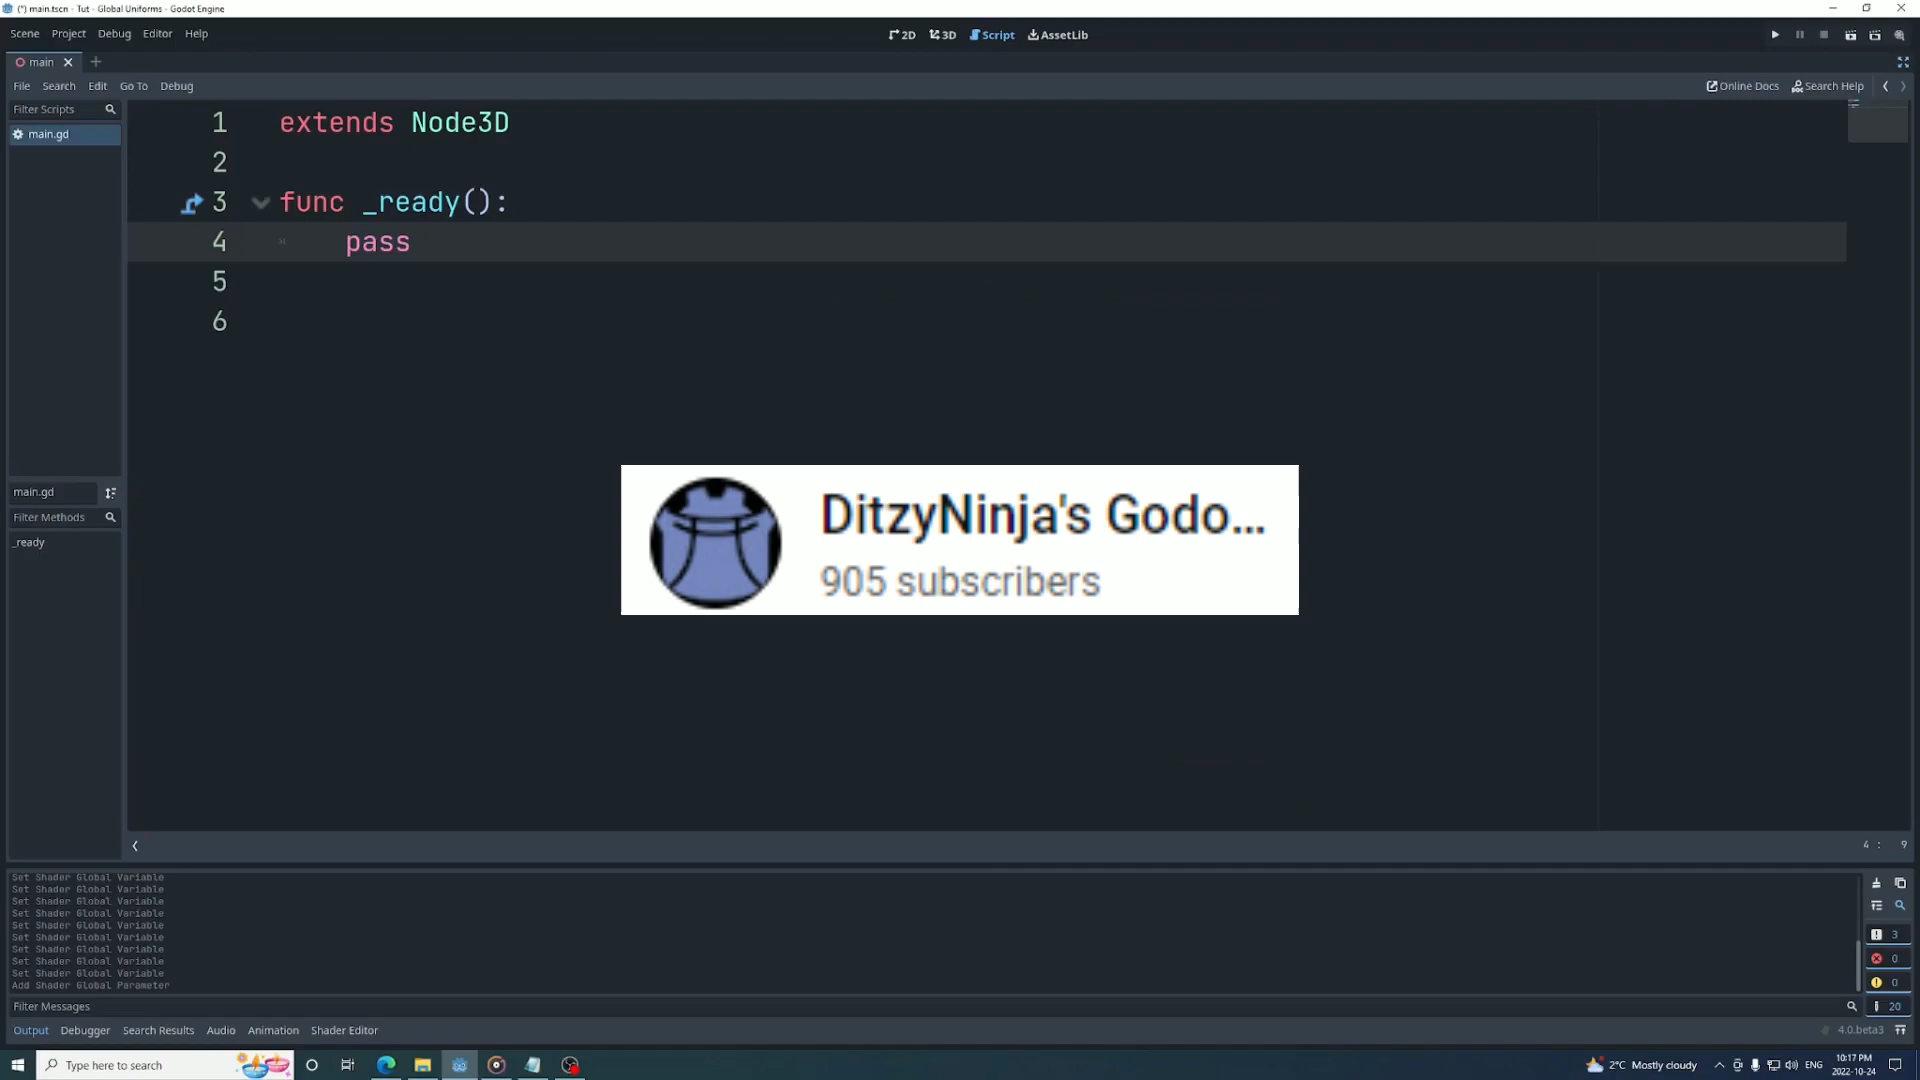 (*) main.tscn - Tut - Global Uniforms - Godot Engine
Scene Project Debug Editor Help
2D 3D Script AssetLib
main
File Search Edit Go To Debug
Online Docs Search Help
Filter Scripts
main.gd
1 extends Node3D
2
3 func _ready():
4 pass
5
6
DitzyNinja's Godo...
905 subscribers
main.gd
Filter Methods
_ready
4 : 9
Set Shader Global Variable
Set Shader Global Variable
Set Shader Global Variable
Set Shader Global Variable
Set Shader Global Variable
Set Shader Global Variable
Set Shader Global Variable
Set Shader Global Variable
Set Shader Global Variable
Add Shader Global Parameter
3
0
0
20
Filter Messages
Output Debugger Search Results Audio Animation Shader Editor
4.0.beta3
Type here to search
2°C Mostly cloudy
ENG
10:17 PM
2022-10-24